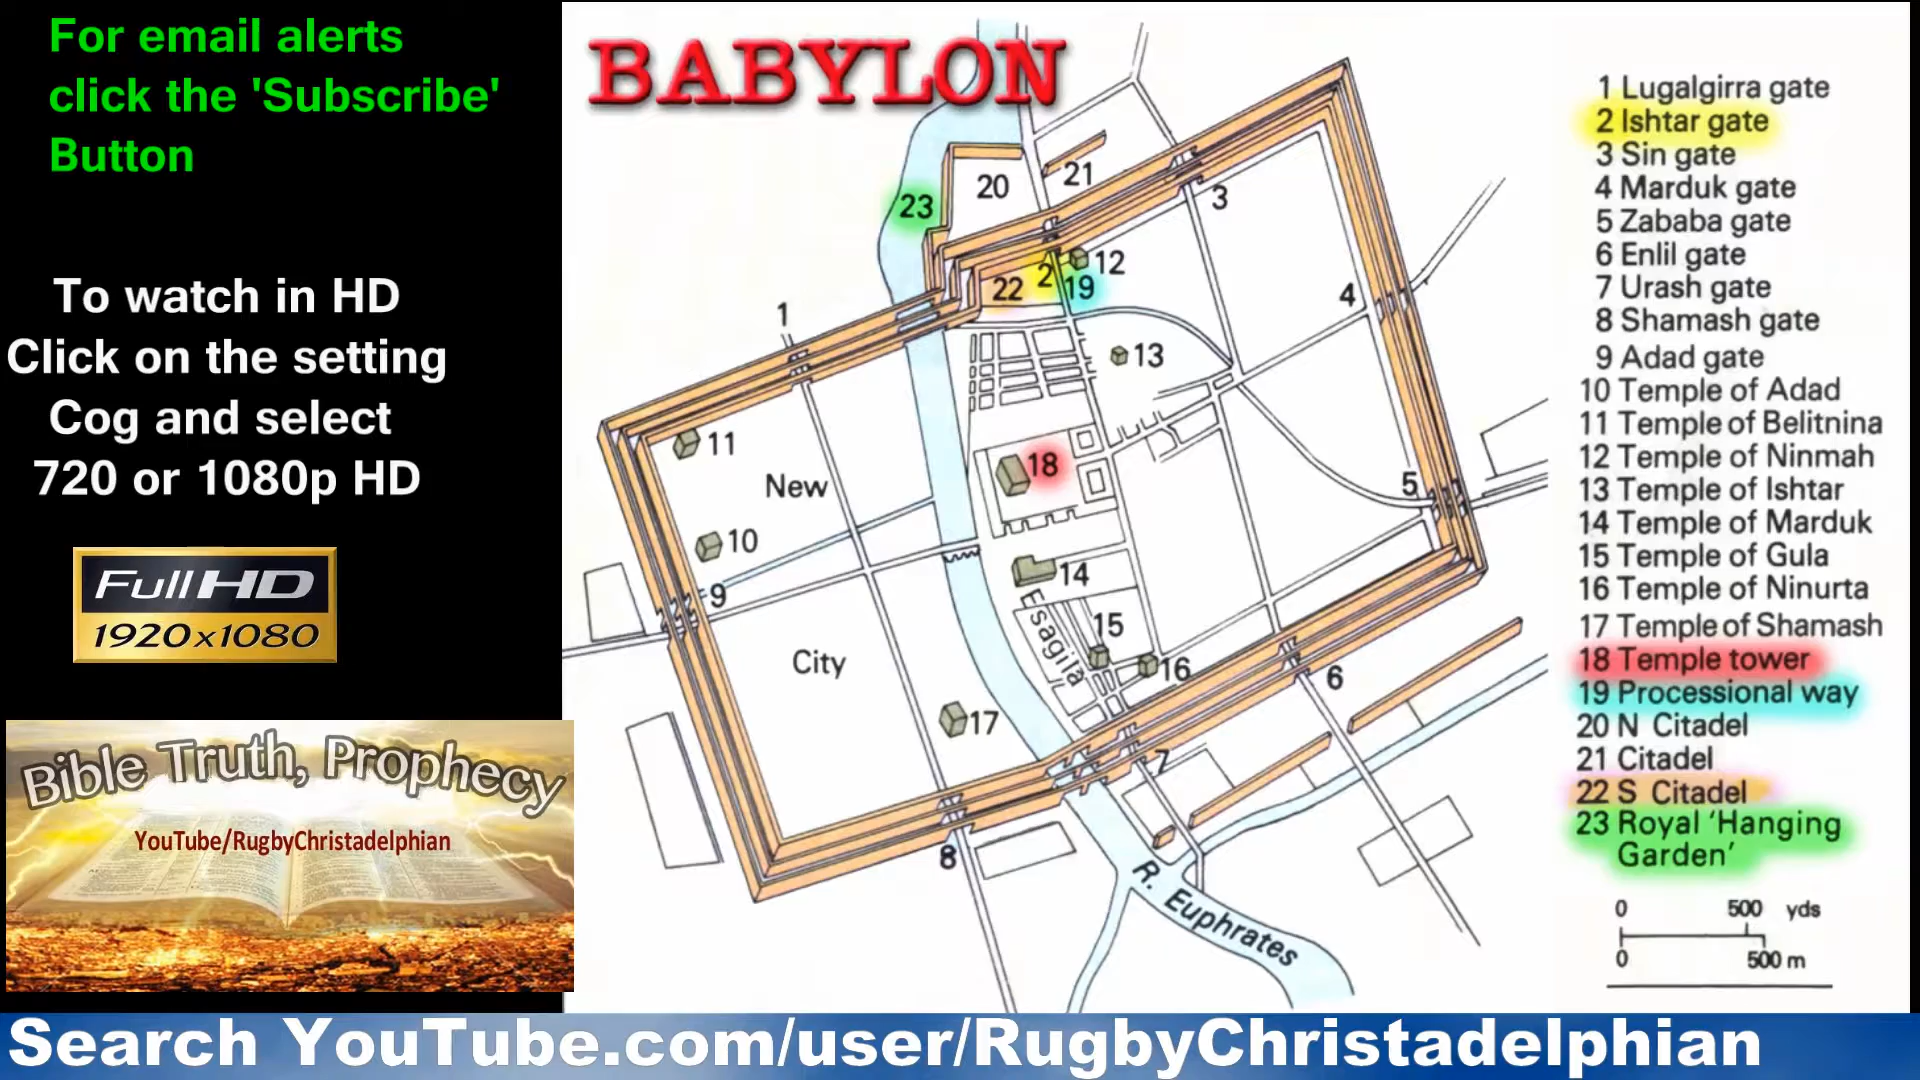 For email alerts
click the 'Subscribe'
Button
To watch in HD
Click on the setting
Cog and select
720 or 1080p HD
Full HD
1920x1080
Bible Truth, Prophecy
YouTube/RugbyChristadelphian
BABYLON
20
21
23
3
2
12
22
19
1
4
13
11
18
New
5
10
14
9
15
Esagila
City
16
6
17
7
8
R. Euphrates
1 Lugalgirra gate
2 Ishtar gate
3 Sin gate
4 Marduk gate
5 Zababa gate
6 Enlil gate
7 Urash gate
8 Shamash gate
9 Adad gate
10 Temple of Adad
11 Temple of Belitnina
12 Temple of Ninmah
13 Temple of Ishtar
14 Temple of Marduk
15 Temple of Gula
16 Temple of Ninurta
17 Temple of Shamash
18 Temple tower
19 Processional way
20 N Citadel
21 Citadel
22 S Citadel
23 Royal 'Hanging
Garden'
0 500 yds
0 500 m
Search YouTube.com/user/RugbyChristadelphian